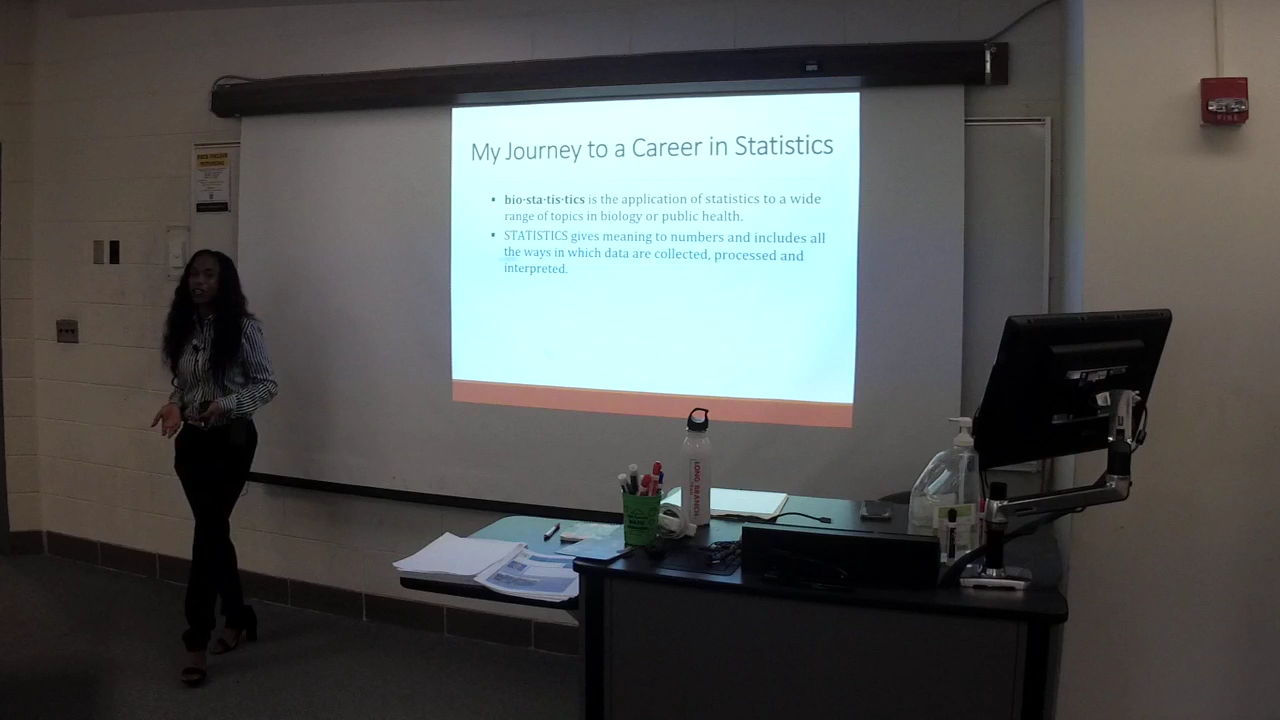 My Journey to a Career in Statistics
▪ bio·sta·tis·tics is the application of statistics to a wide
range of topics in biology or public health.
▪ STATISTICS gives meaning to numbers and includes all
the ways in which data are collected, processed and
interpreted.
FIRE
LONG BRANCH